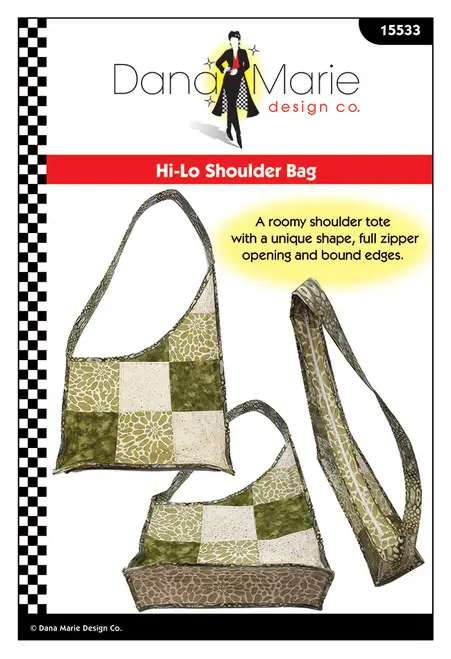 15533
Dana Marie
design co.
Hi-Lo Shoulder Bag
A roomy shoulder tote
with a unique shape, full zipper
opening and bound edges.
© Dana Marie Design Co.